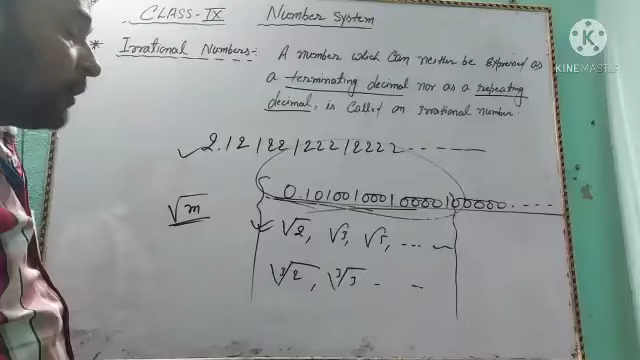 CLASS-IX Number System
* Irrational Numbers:- A number which can neither be expressed as
a terminating decimal nor as a repeating
decimal, is called an irrational number.
2.12122122212222......
0.101001000100001000000....
√m
√2, √3, √5, ...
∛2, ∛3 - -
KINEMASTER